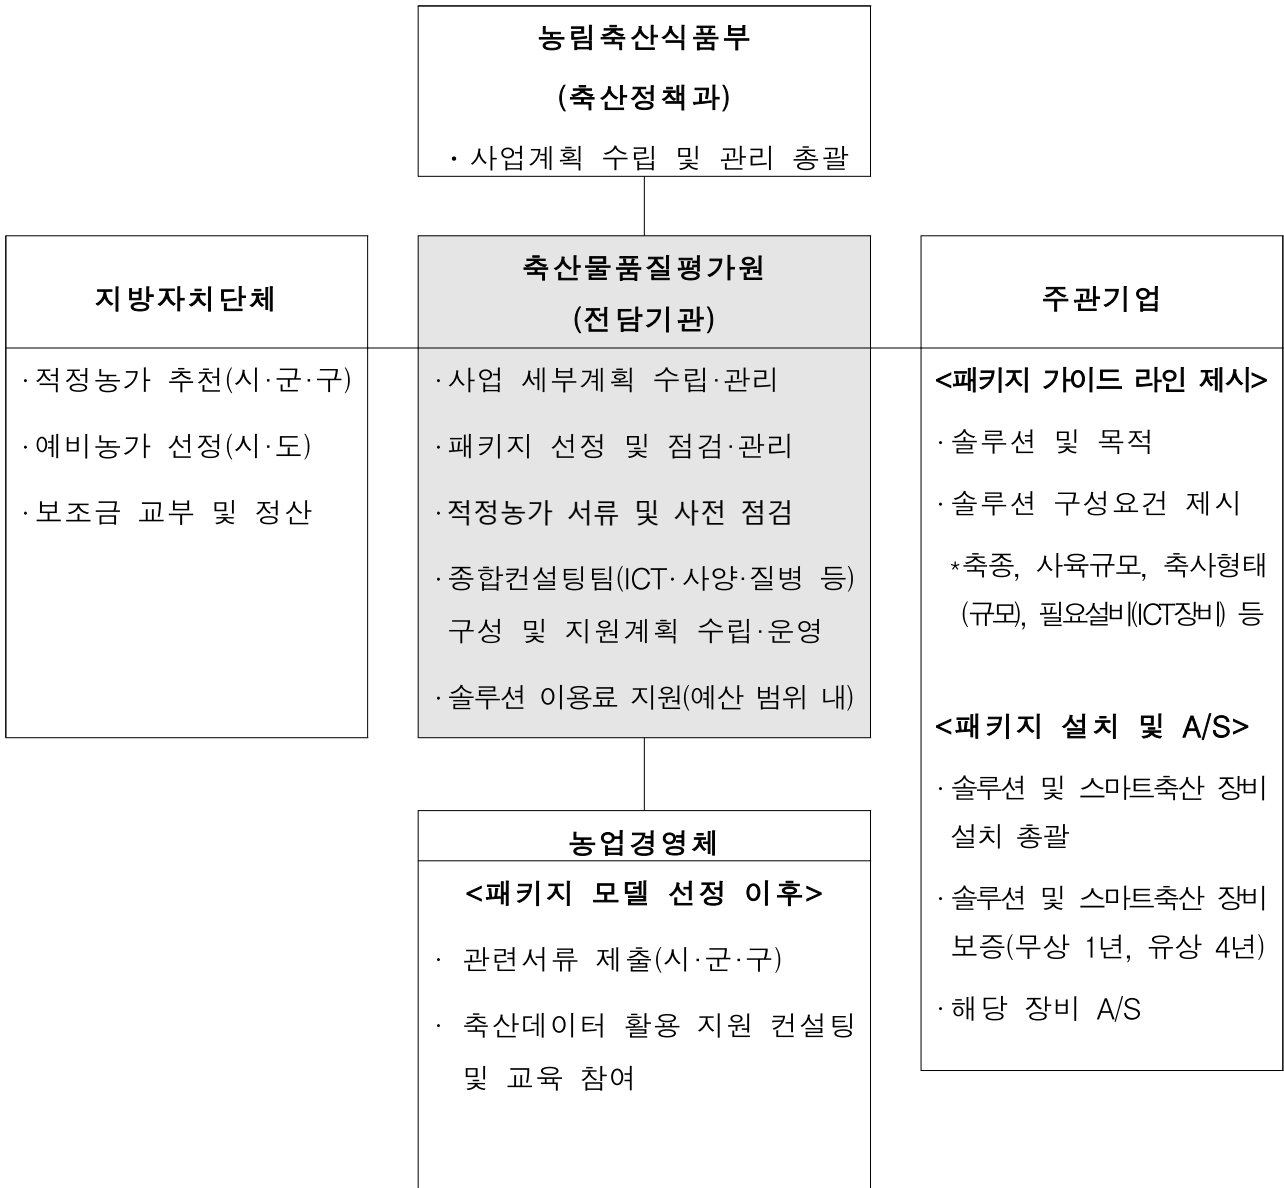 농림축산식품부
(축산정책과)
· 사업계획 수립 및 관리 총괄
지방자치단체
·적정농가 추천(시·군·구)
·예비농가 선정(시·도)
·보조금 교부 및 정산
축산물품질평가원
(전담기관)
·사업 세부계획 수립·관리
·패키지 선정 및 점검·관리
·적정농가 서류 및 사전 점검
·종합컨설팅팀(ICT·사양·질병 등)
구성 및 지원계획 수립·운영
·솔루션 이용료 지원(예산 범위 내)
주관기업
<패키지 가이드 라인 제시>
·솔루션 및 목적
·솔루션 구성요건 제시
*축종, 사육규모, 축사형태
(규모), 필요설비(ICT장비) 등
<패키지 설치 및 A/S>
·솔루션 및 스마트축산 장비
설치 총괄
·솔루션 및 스마트축산 장비
보증(무상 1년, 유상 4년)
·해당 장비 A/S
농업경영체
<패키지 모델 선정 이후>
· 관련서류 제출(시·군·구)
· 축산데이터 활용 지원 컨설팅
및 교육 참여